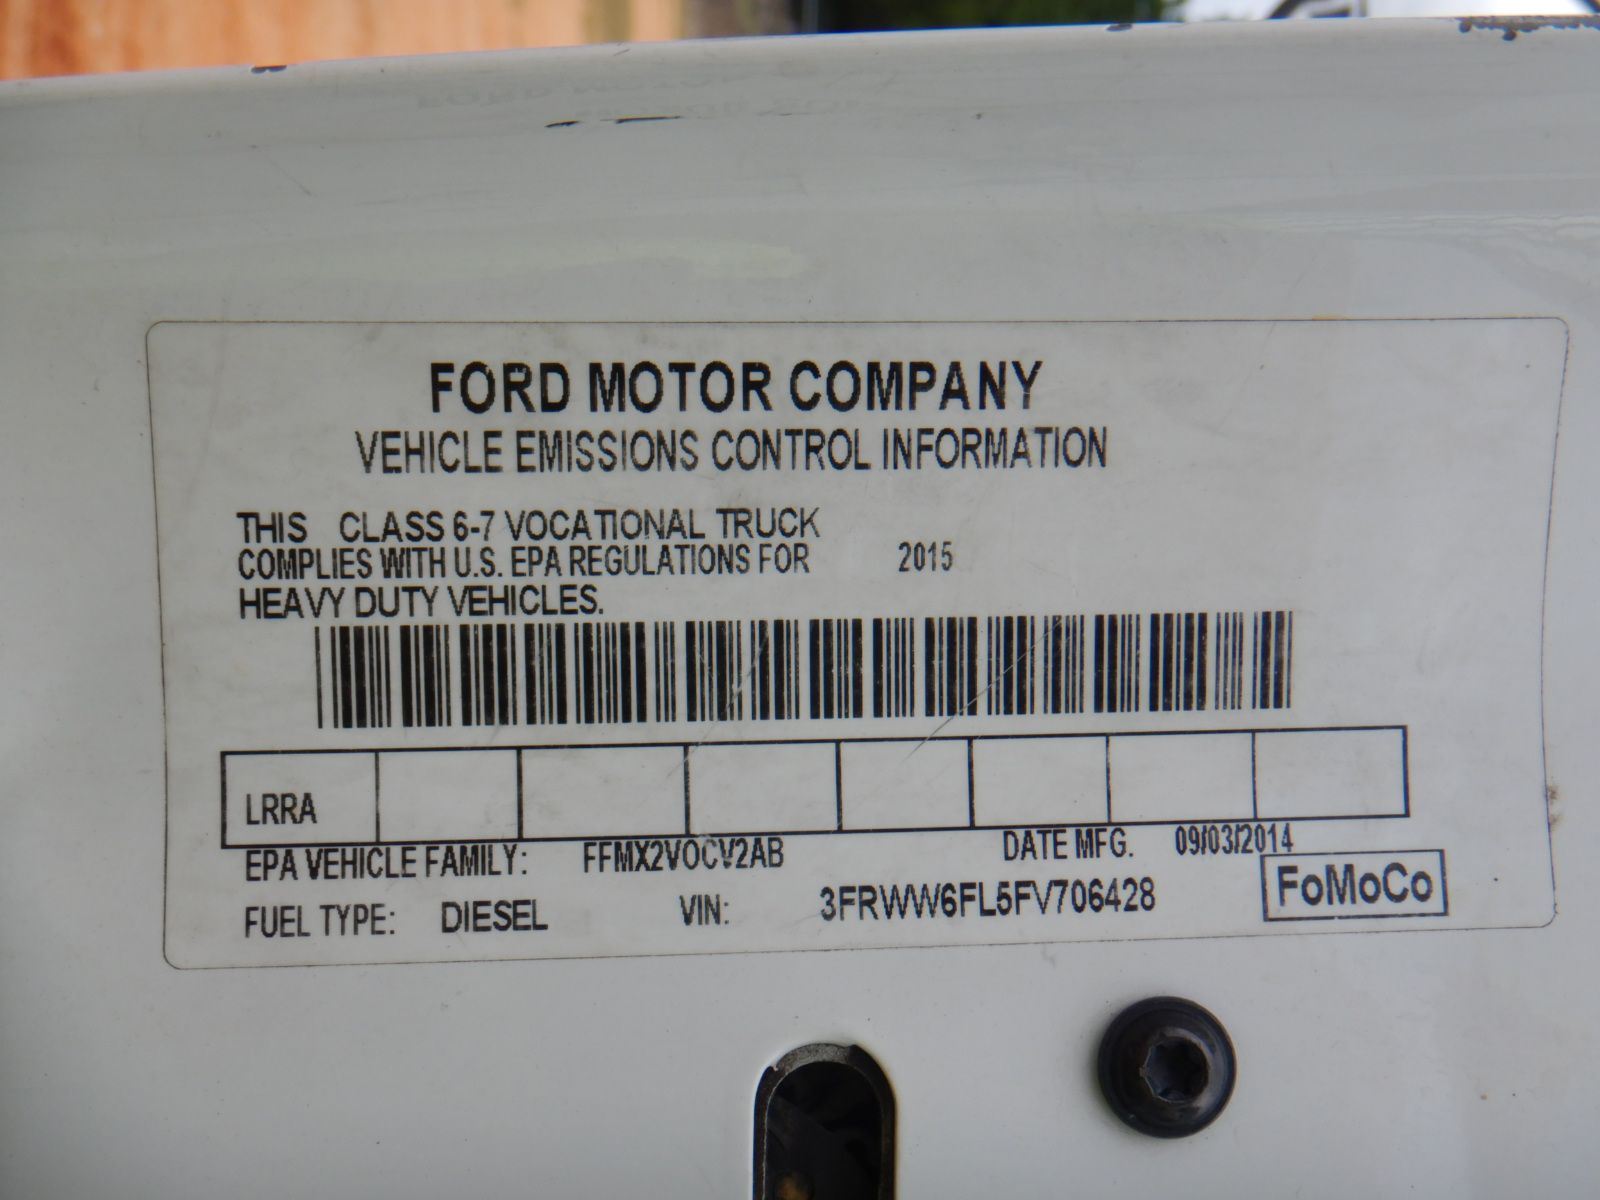 FORD MOTOR COMPANY
VEHICLE EMISSIONS CONTROL INFORMATION
THIS CLASS 6-7 VOCATIONAL TRUCK
COMPLIES WITH U.S. EPA REGULATIONS FOR 2015
HEAVY DUTY VEHICLES.
LRRA
EPA VEHICLE FAMILY: FFMX2VOCV2AB DATE MFG. 09/03/2014
FUEL TYPE: DIESEL VIN: 3FRWW6FL5FV706428 FoMoCo